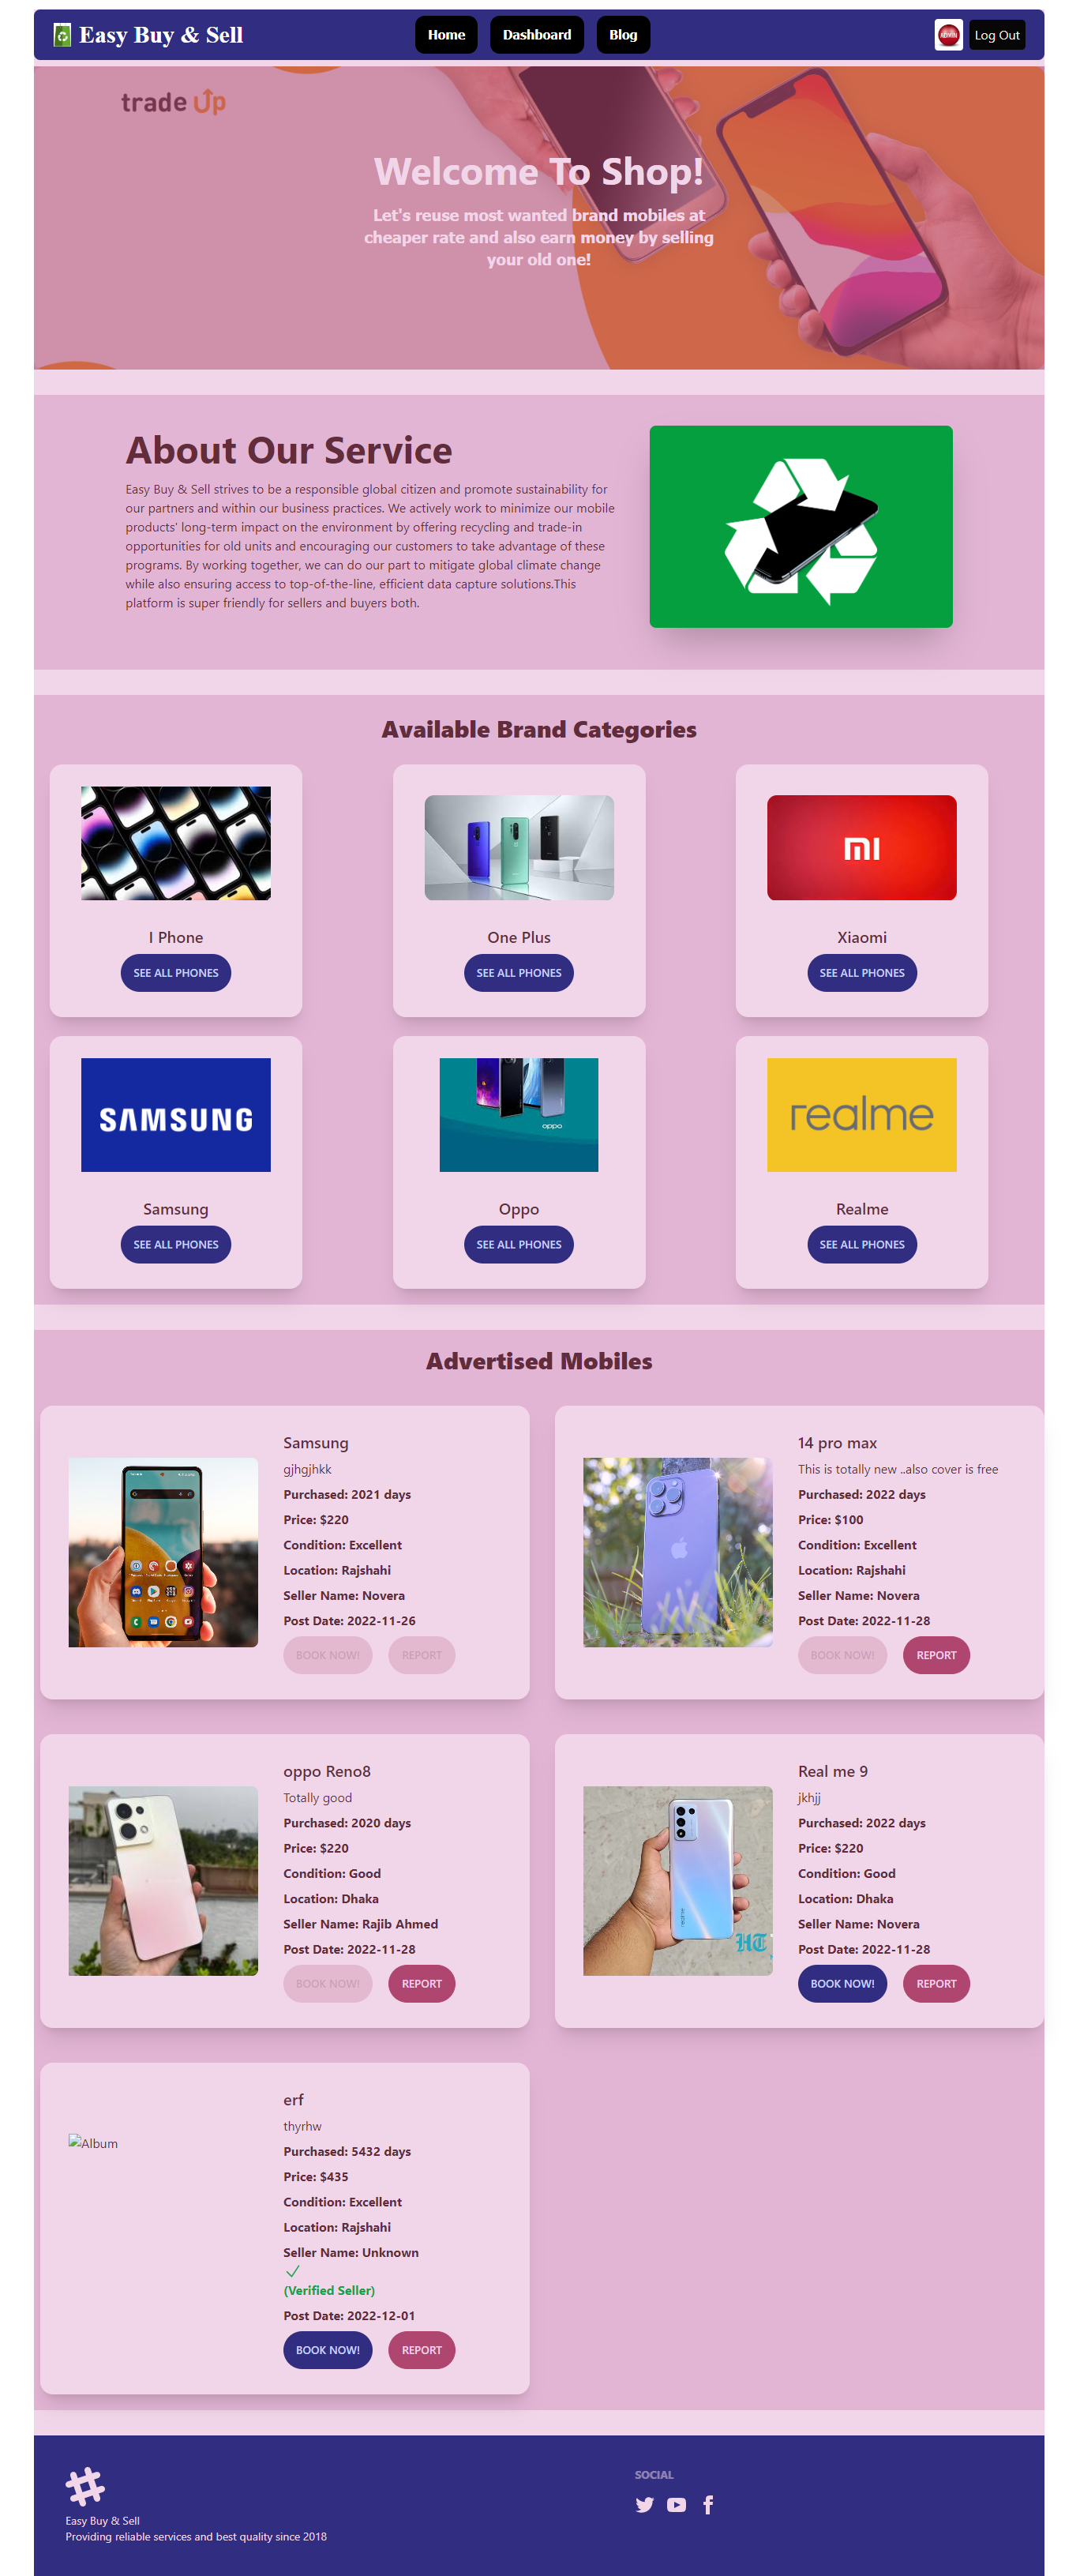 Easy Buy & Sell
Home
Dashboard
Blog
ADMIN
Log Out
trade Up
Welcome To Shop!
Let's reuse most wanted brand mobiles at
cheaper rate and also earn money by selling
your old one!
About Our Service
Easy Buy & Sell strives to be a responsible global citizen and promote sustainability for
our partners and within our business practices. We actively work to minimize our mobile
products' long-term impact on the environment by offering recycling and trade-in
opportunities for old units and encouraging our customers to take advantage of these
programs. By working together, we can do our part to mitigate global climate change
while also ensuring access to top-of-the-line, efficient data capture solutions.This
platform is super friendly for sellers and buyers both.
Available Brand Categories
I Phone
SEE ALL PHONES
One Plus
SEE ALL PHONES
mi
Xiaomi
SEE ALL PHONES
SAMSUNG
Samsung
SEE ALL PHONES
oppo
Oppo
SEE ALL PHONES
realme
Realme
SEE ALL PHONES
Advertised Mobiles
Samsung
gjhgjhkk
Purchased: 2021 days
Price: $220
Condition: Excellent
Location: Rajshahi
Seller Name: Novera
Post Date: 2022-11-26
BOOK NOW!
REPORT
14 pro max
This is totally new ..also cover is free
Purchased: 2022 days
Price: $100
Condition: Excellent
Location: Rajshahi
Seller Name: Novera
Post Date: 2022-11-28
BOOK NOW!
REPORT
oppo Reno8
Totally good
Purchased: 2020 days
Price: $220
Condition: Good
Location: Dhaka
Seller Name: Rajib Ahmed
Post Date: 2022-11-28
BOOK NOW!
REPORT
realme
HT
Real me 9
jkhjj
Purchased: 2022 days
Price: $220
Condition: Good
Location: Dhaka
Seller Name: Novera
Post Date: 2022-11-28
BOOK NOW!
REPORT
Album
erf
thyrhw
Purchased: 5432 days
Price: $435
Condition: Excellent
Location: Rajshahi
Seller Name: Unknown
(Verified Seller)
Post Date: 2022-12-01
BOOK NOW!
REPORT
Easy Buy & Sell
Providing reliable services and best quality since 2018
SOCIAL